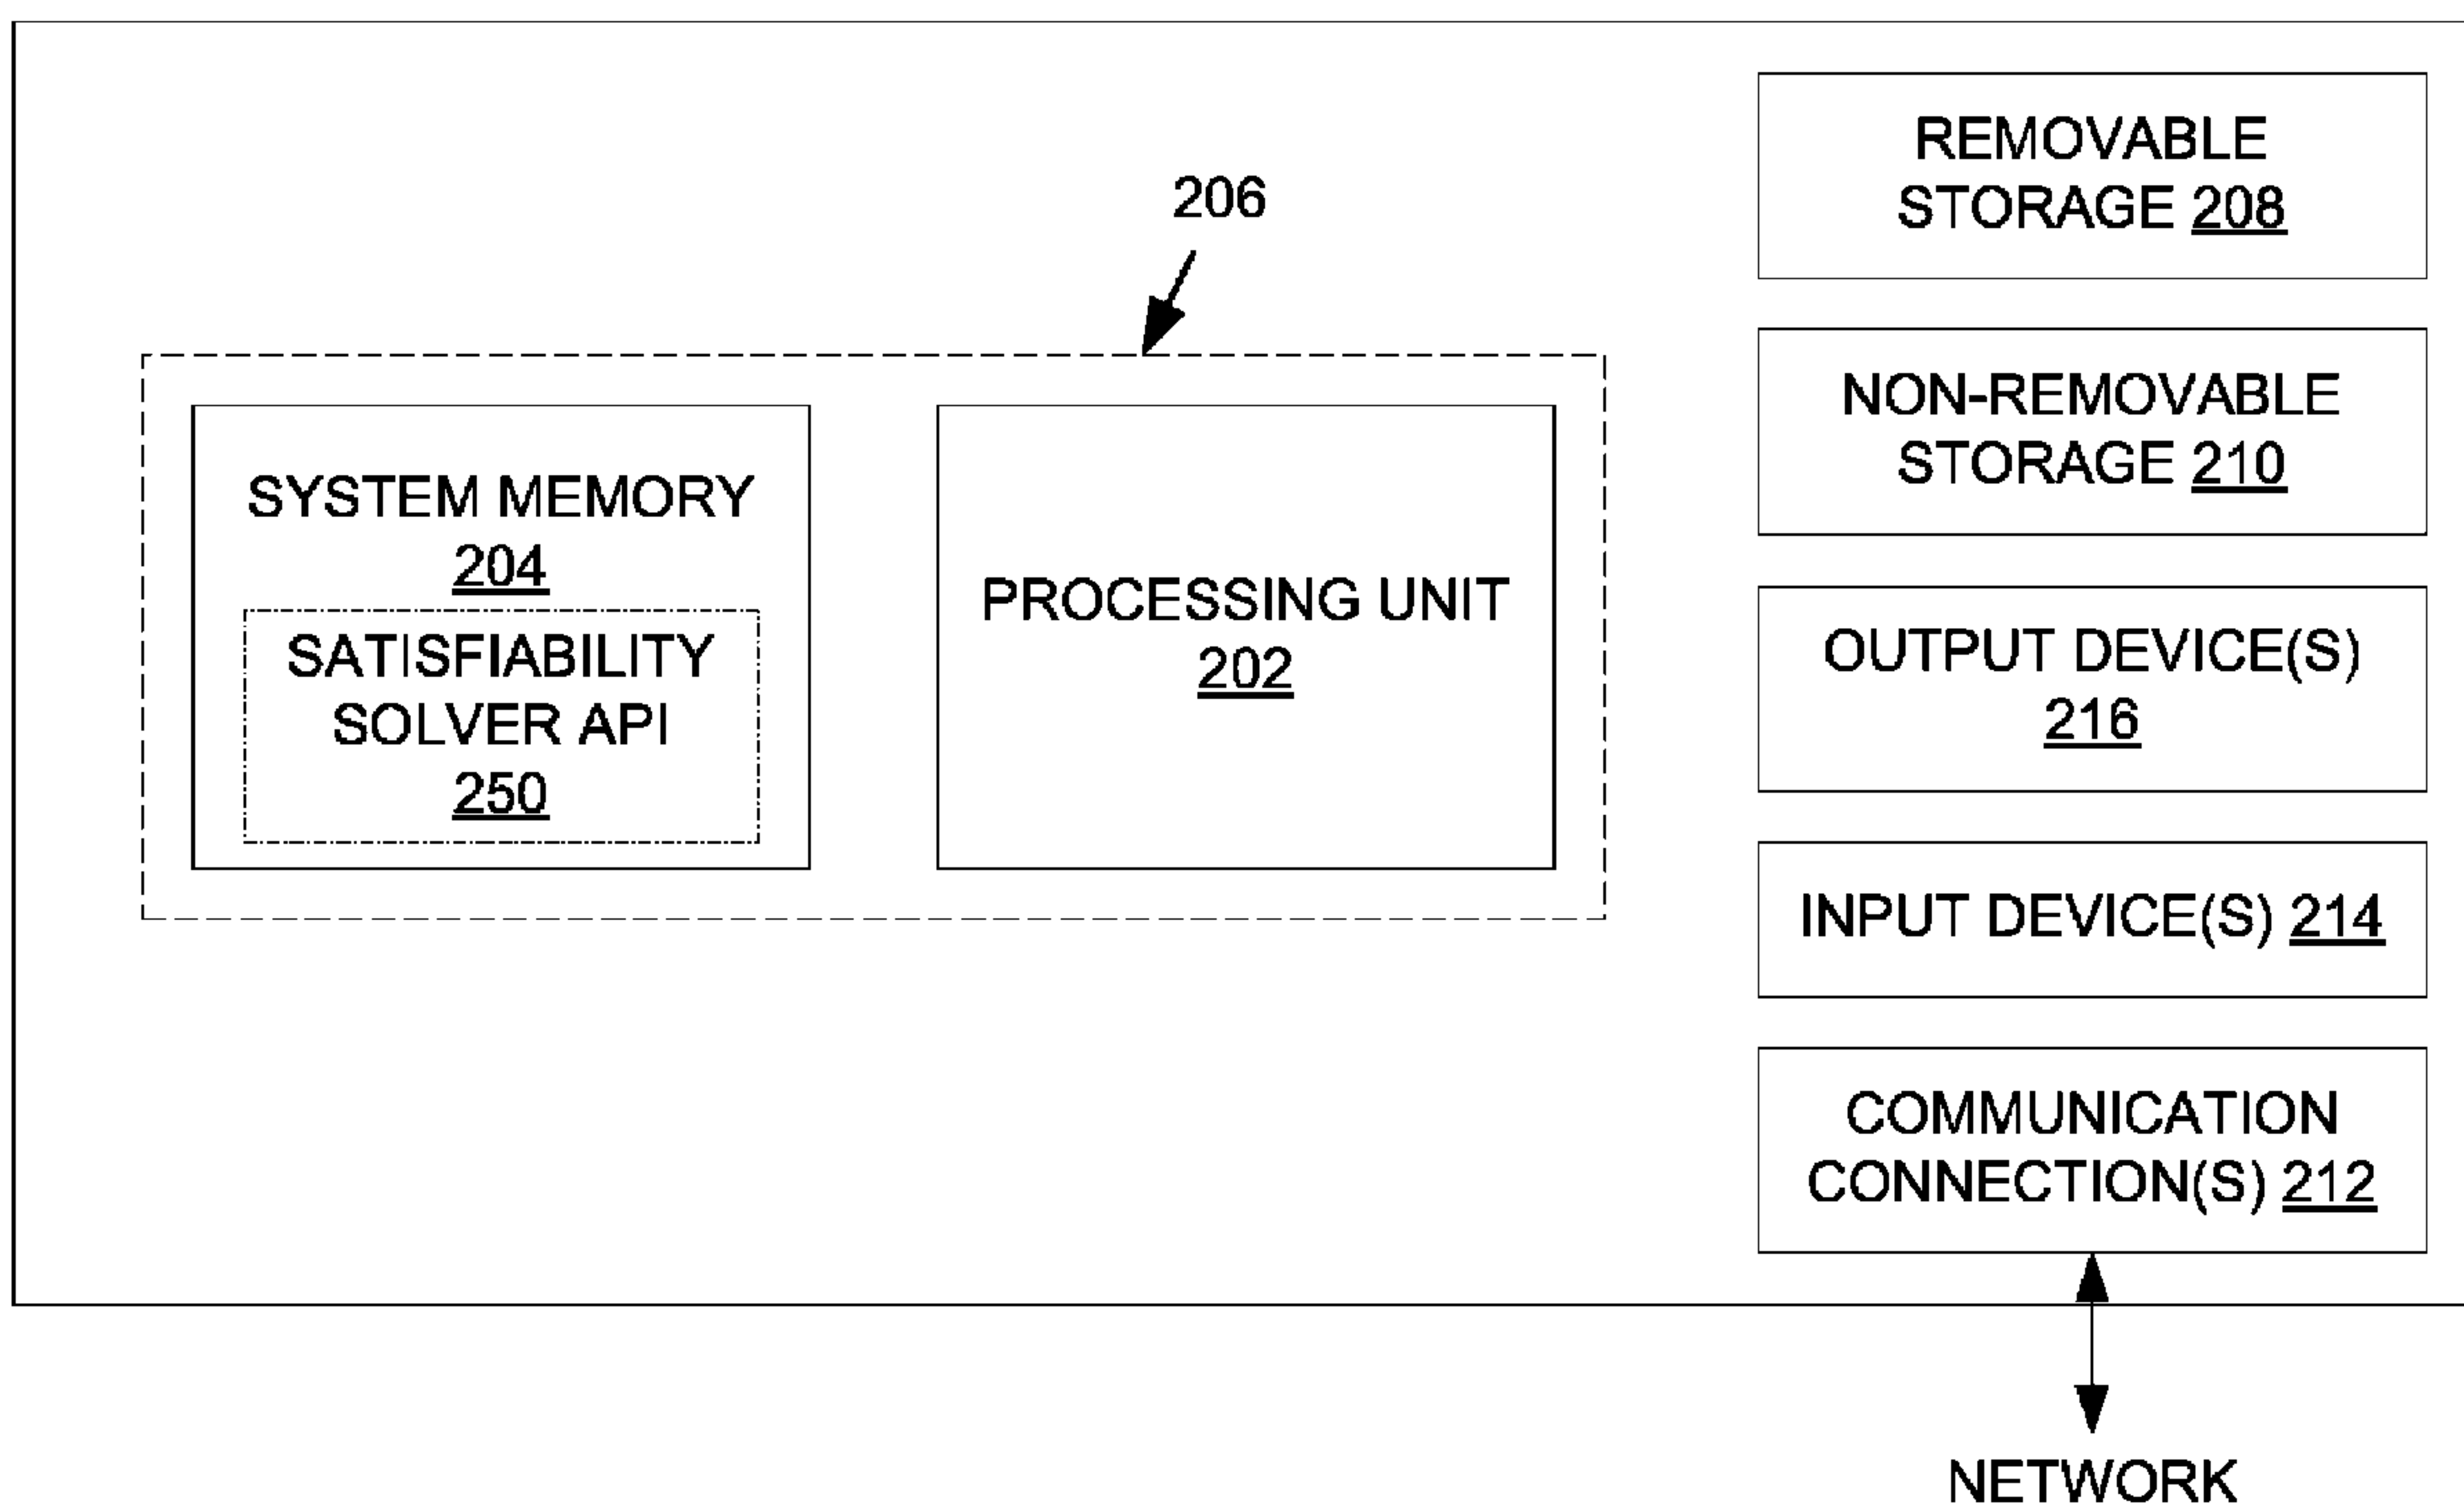 206
SYSTEM MEMORY
204
SATISFIABILITY
SOLVER API
250
PROCESSING UNIT
202
REMOVABLE
STORAGE 208
NON-REMOVABLE
STORAGE 210
OUTPUT DEVICE(S)
216
INPUT DEVICE(S) 214
COMMUNICATION
CONNECTION(S) 212
NETWORK